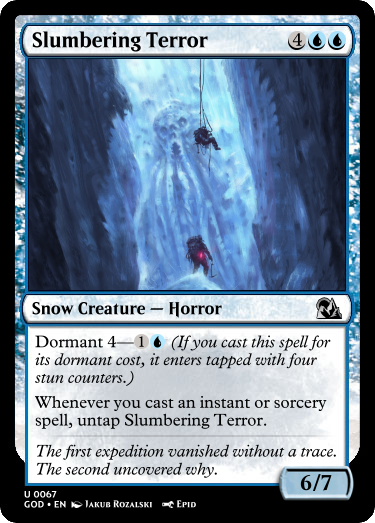 Slumbering Terror 4
Snow Creature — Horror
Dormant 4—1 (If you cast this spell for
its dormant cost, it enters tapped with four
stun counters.)
Whenever you cast an instant or sorcery
spell, untap Slumbering Terror.
The first expedition vanished without a trace.
The second uncovered why.
6/7
U 0067
GOD • EN Jakub Rozalski Epid